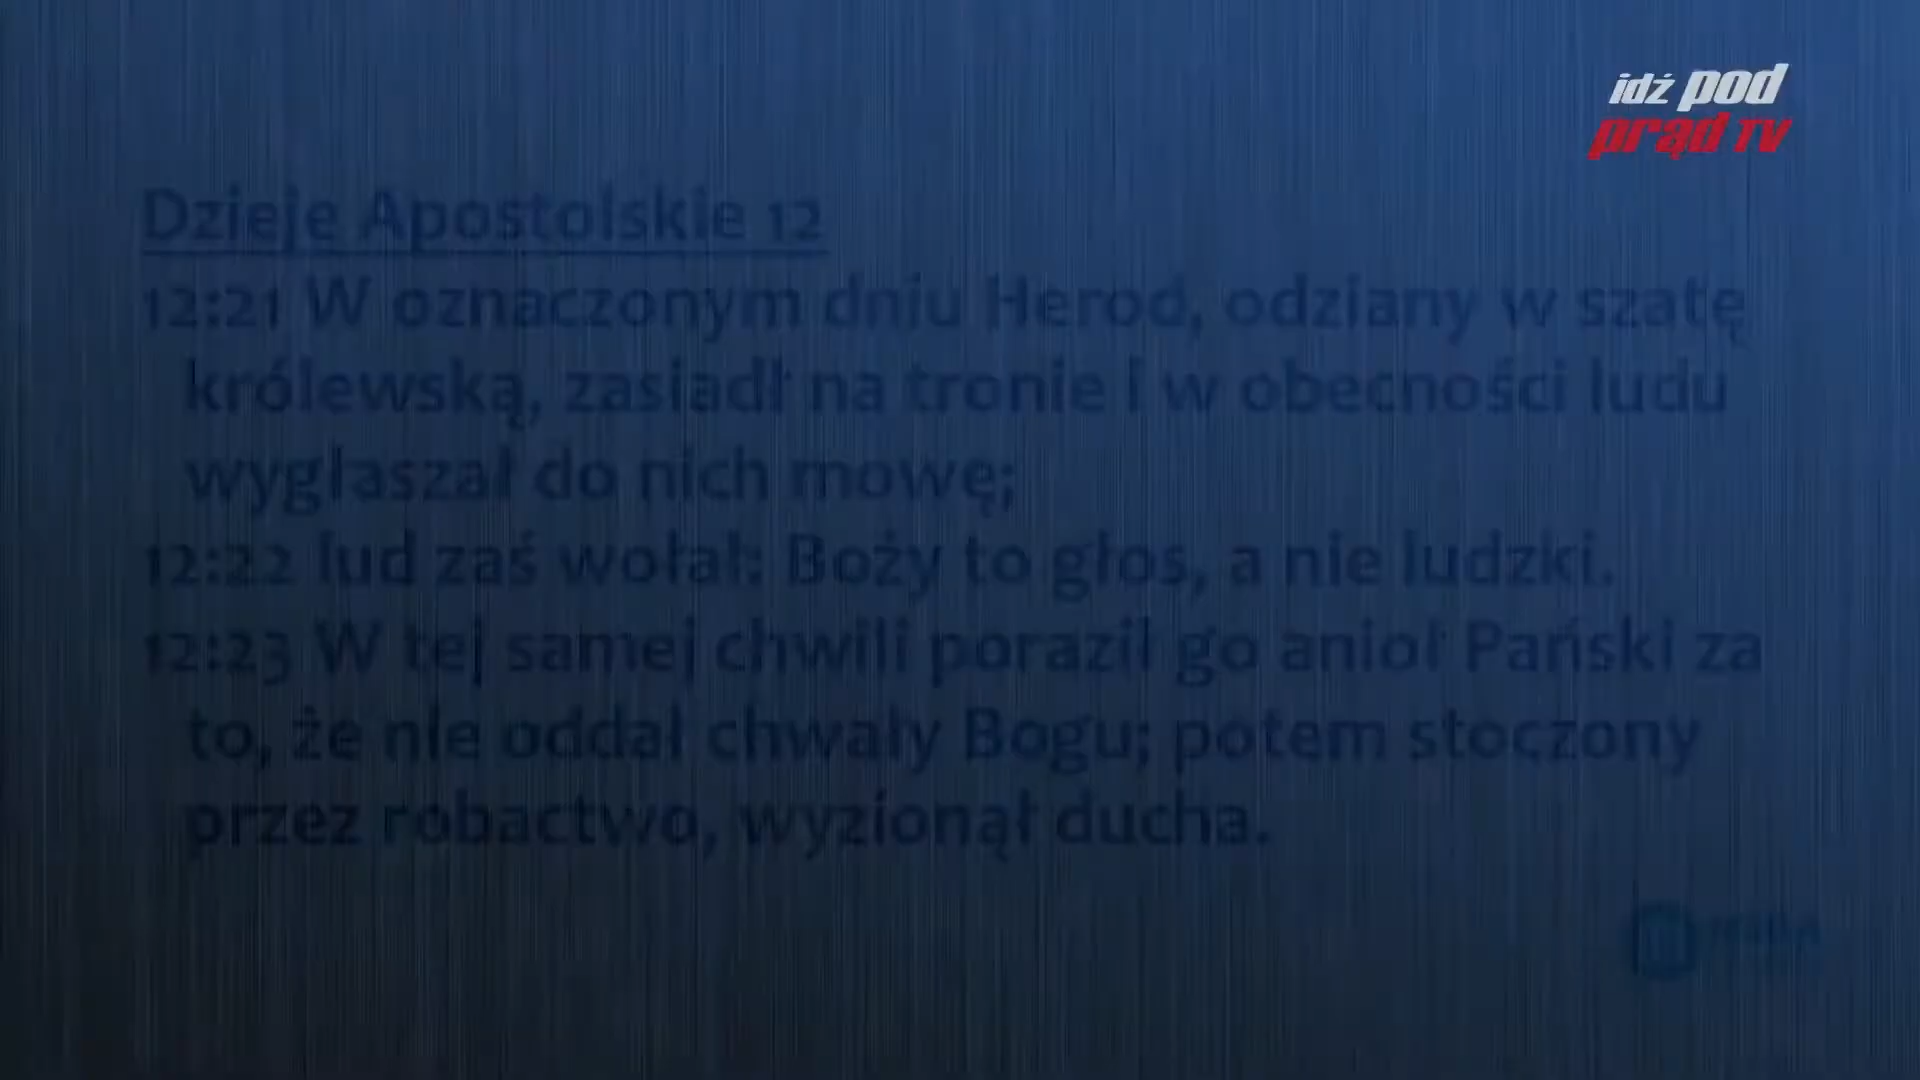 idź pod
prąd TV
Dzieje Apostolskie 12
12:21 W oznaczonym dniu Herod, odziany w szatę
królewską, zasiadł na tronie i w obecności ludu
wygłaszał do nich mowę;
12:22 lud zaś wołał: Boży to głos, a nie ludzki.
12:23 W tej samej chwili poraził go anioł Pański za
to, że nie oddał chwały Bogu; potem stoczony
przez robactwo, wyzionął ducha.